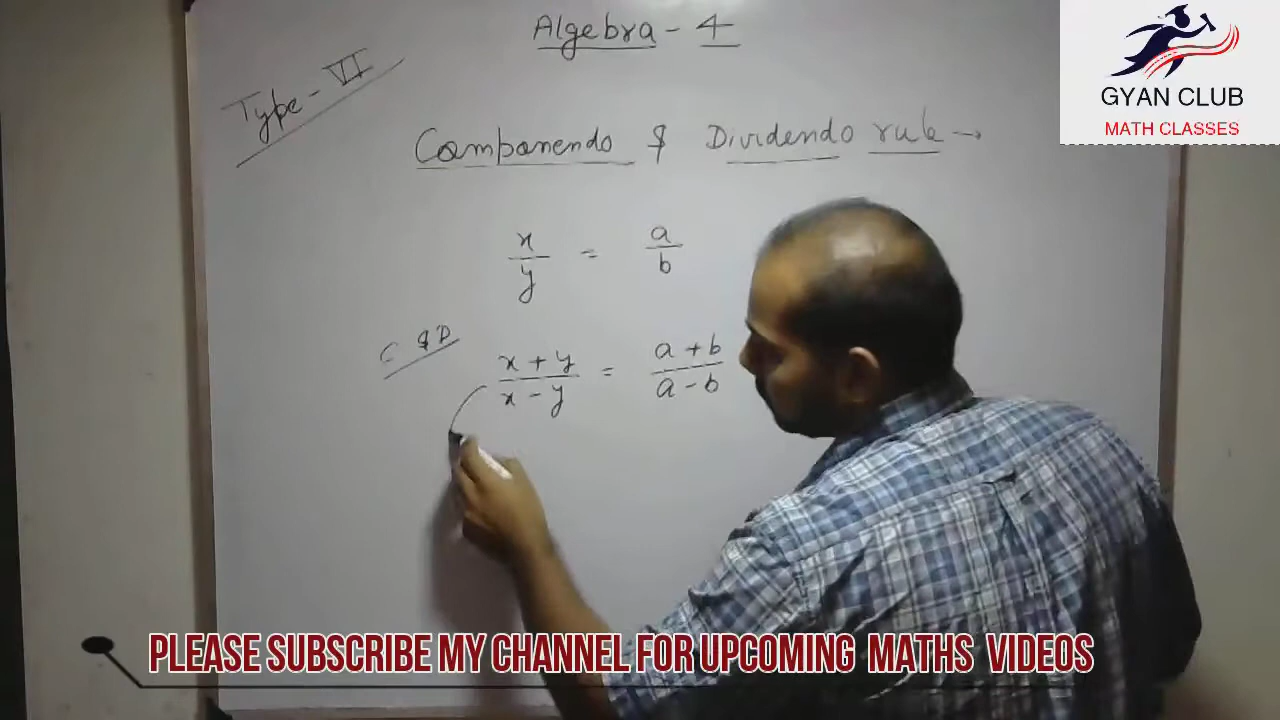 Algebra - 4
Type - VI
GYAN CLUB
MATH CLASSES
Componendo & Dividendo rule →
x/y = a/b
C & D
x + y / x - y = a + b / a - b
PLEASE SUBSCRIBE MY CHANNEL FOR UPCOMING MATHS VIDEOS